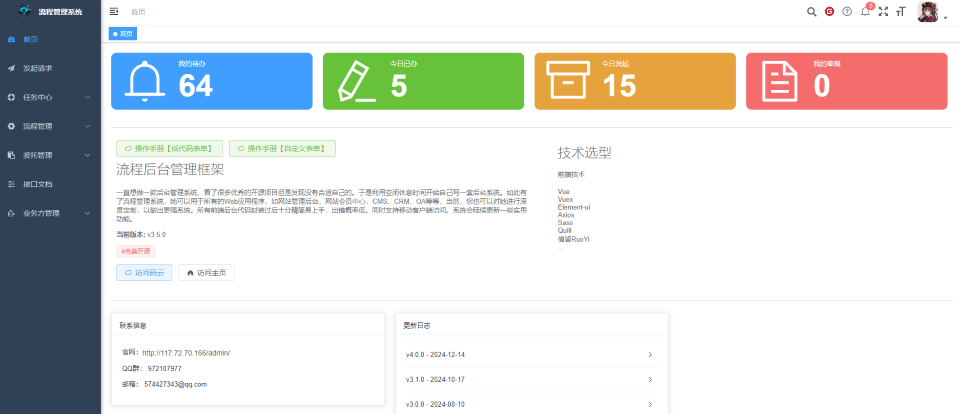 流程管理系统
首页
5
首页
首页
发起请求
任务中心
流程管理
委托管理
接口文档
业务方管理
我的待办
64
今日已办
5
今日发起
15
我的草稿
0
操作手册【低代码表单】
操作手册【自定义表单】
流程后台管理框架
一直想做一款后台管理系统，看了很多优秀的开源项目但是发现没有合适自己的。于是利用空闲休息时间开始自己写一套后台系统。如此有
了流程管理系统，她可以用于所有的Web应用程序，如网站管理后台，网站会员中心，CMS，CRM，OA等等，当然，您也可以对她进行深
度定制，以做出更强系统。所有前端后台代码封装过后十分精简易上手，出错概率低。同时支持移动客户端访问。系统会陆续更新一些实用
功能。
当前版本: v3.5.0
#免费开源
访问码云
访问主页
技术选型
前端技术
Vue
Vuex
Element-ui
Axios
Sass
Quill
借鉴RuoYi
...
联系信息
官网：http://117.72.70.166/admin/
QQ群： 972107977
邮箱： 574427343@qq.com
更新日志
v4.0.0 - 2024-12-14
v3.1.0 - 2024-10-17
v3.0.0 - 2024-08-10